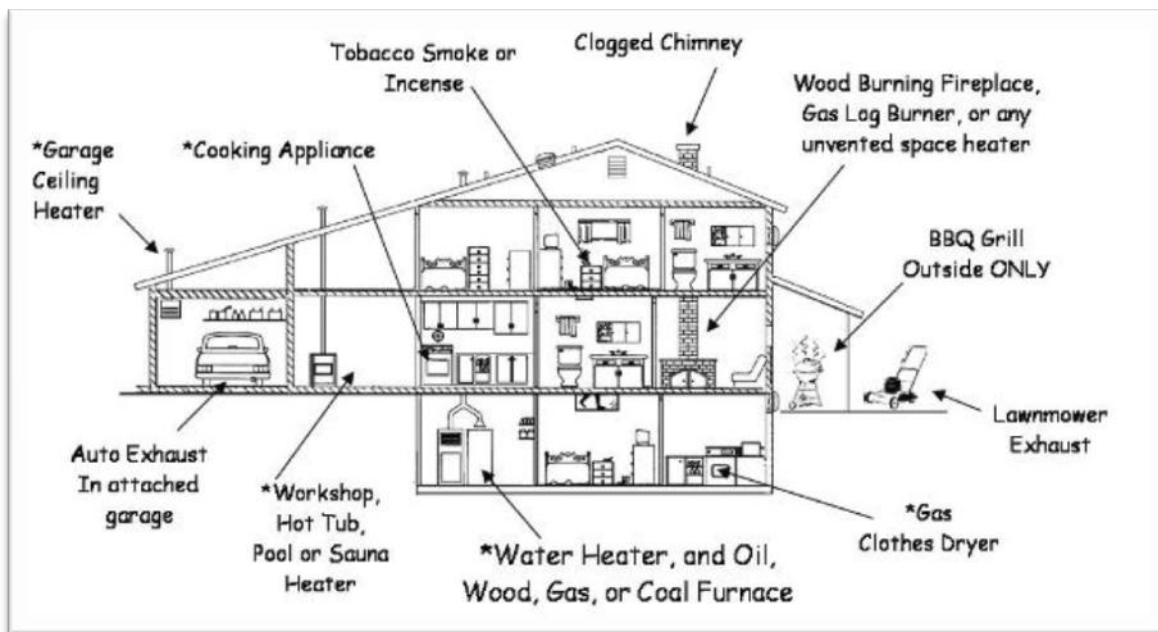 Tobacco Smoke or
Incense
Clogged Chimney
Wood Burning Fireplace,
Gas Log Burner, or any
unvented space heater
*Garage
Ceiling
Heater
*Cooking Appliance
BBQ Grill
Outside ONLY
Auto Exhaust
In attached
garage
*Workshop,
Hot Tub,
Pool or Sauna
Heater
*Water Heater, and Oil,
Wood, Gas, or Coal Furnace
*Gas
Clothes Dryer
Lawnmower
Exhaust